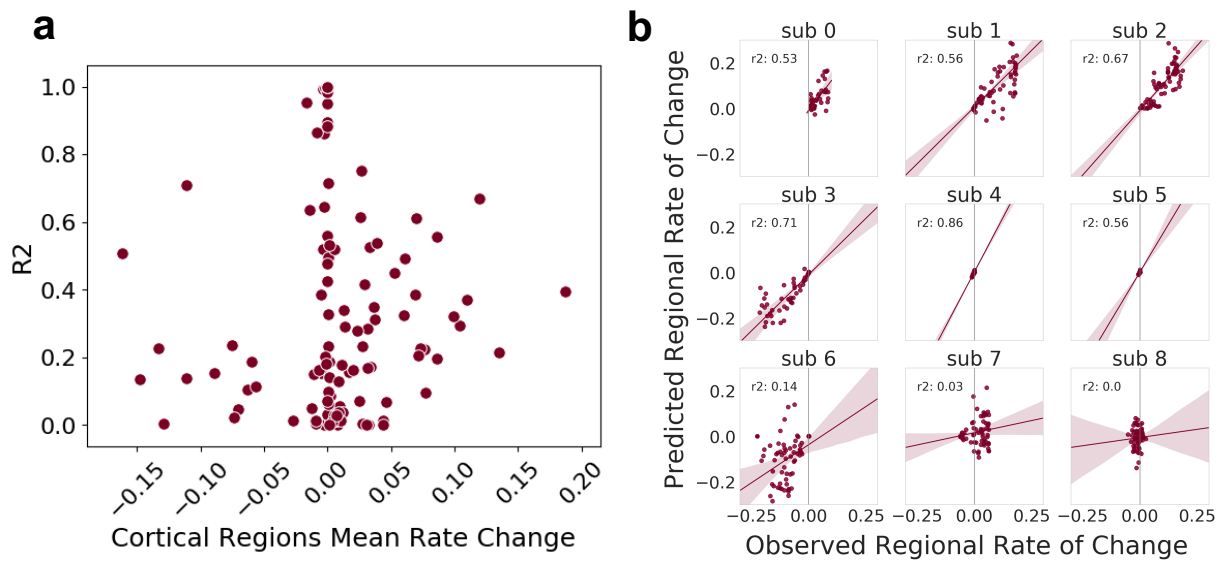 a
R2
1.0
0.8
0.6
0.4
0.2
0.0
−0.15
−0.10
−0.05
0.00
0.05
0.10
0.15
0.20
Cortical Regions Mean Rate Change
b
Predicted Regional Rate of Change
sub 0
sub 1
sub 2
r2: 0.53
r2: 0.56
r2: 0.67
0.2
0.0
−0.2
sub 3
sub 4
sub 5
r2: 0.71
r2: 0.86
r2: 0.56
0.2
0.0
−0.2
sub 6
sub 7
sub 8
r2: 0.14
r2: 0.03
r2: 0.0
0.2
0.0
−0.2
−0.25 0.00 0.25
−0.25 0.00 0.25
−0.25 0.00 0.25
Observed Regional Rate of Change